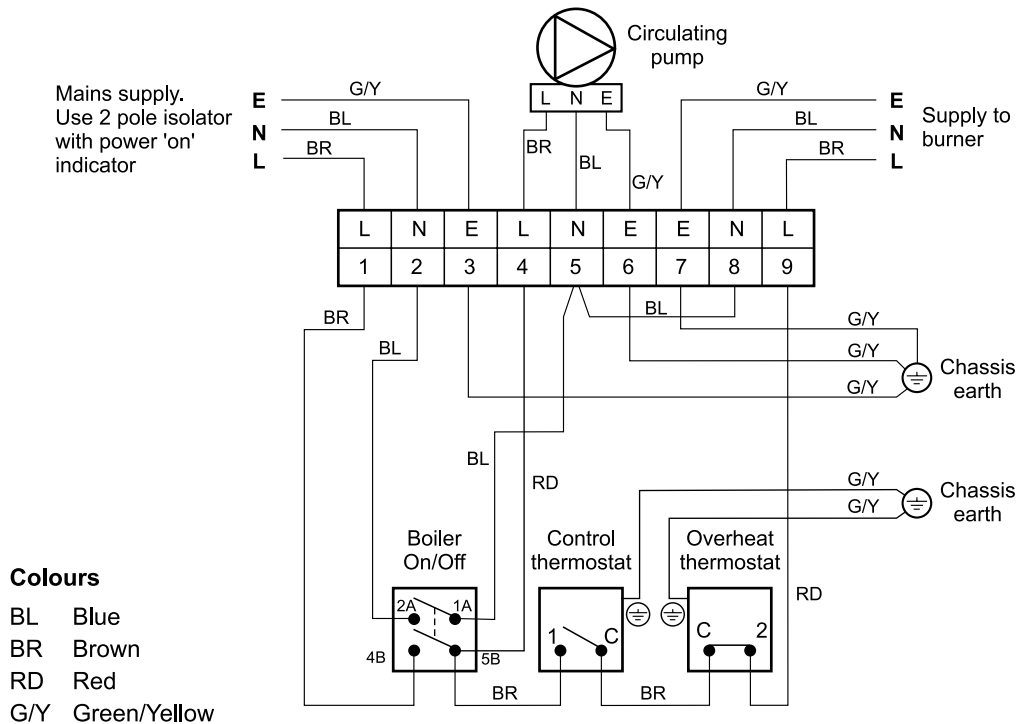 Circulating
pump
L N E
Mains supply.
Use 2 pole isolator
with power 'on'
indicator
E
N
L
G/Y
BL
BR
BR
BL
G/Y
G/Y
BL
BR
E
N
L
Supply to
burner
L N E L N E E N L
1 2 3 4 5 6 7 8 9
BR
BL
BL
G/Y
G/Y
G/Y
Chassis
earth
BL
RD
G/Y
G/Y
Chassis
earth
Boiler
On/Off
Control
thermostat
Overheat
thermostat
RD
2A 1A
4B 5B
1 C
C 2
BR
BR
Colours
BL Blue
BR Brown
RD Red
G/Y Green/Yellow